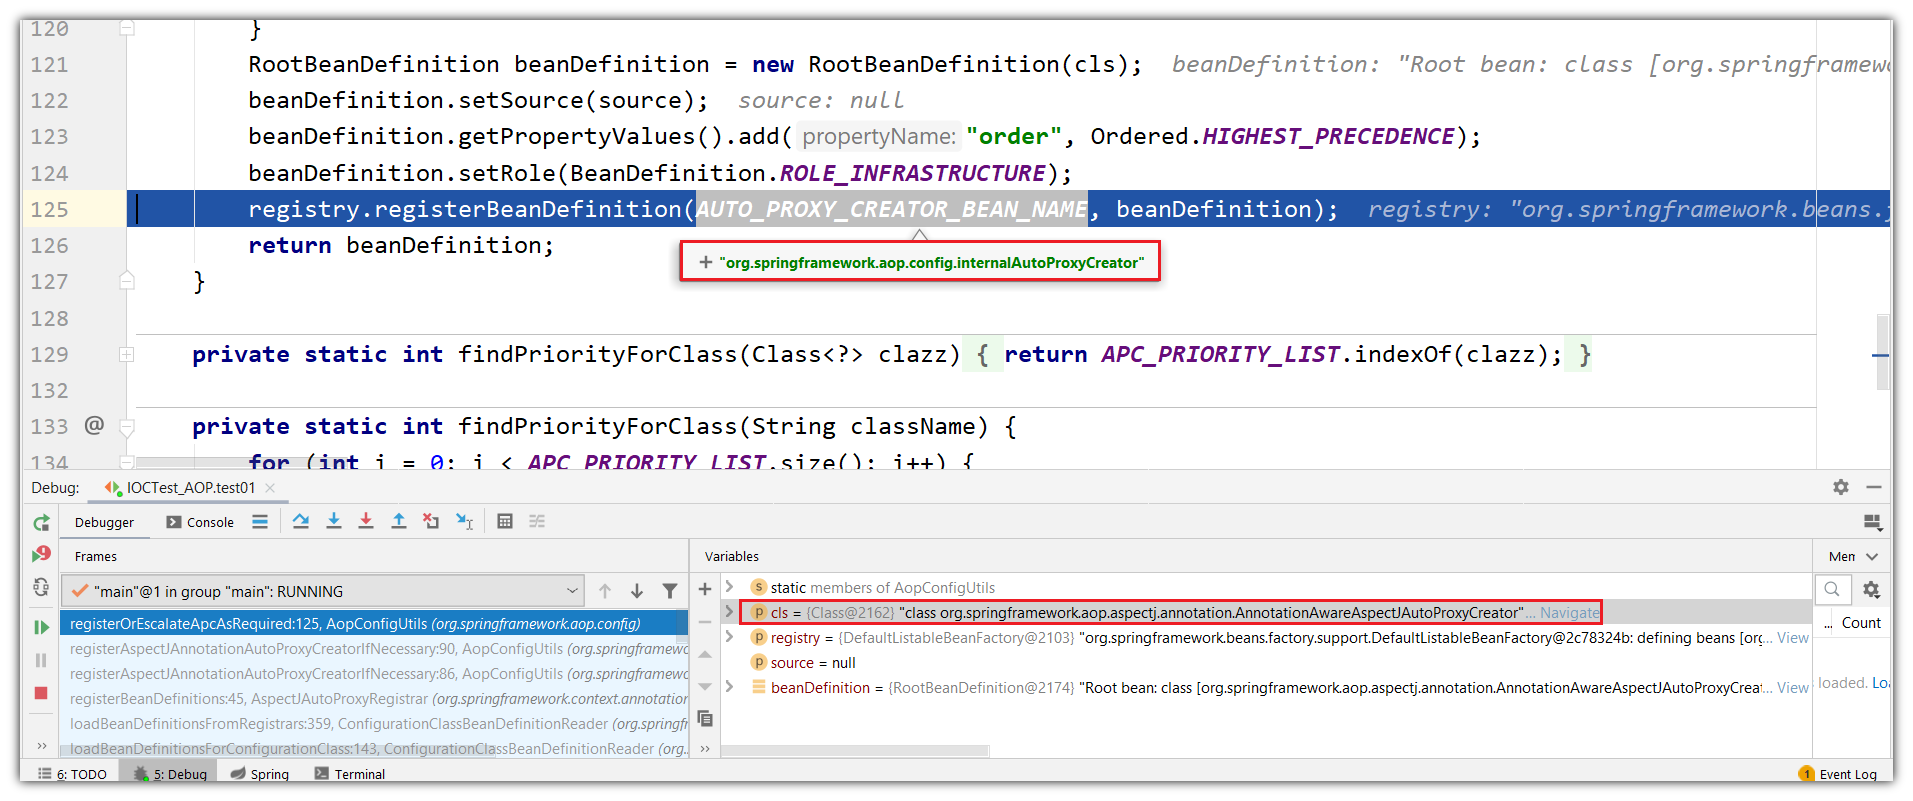 120 }
121 RootBeanDefinition beanDefinition = new RootBeanDefinition(cls); beanDefinition: "Root bean: class [org.springframewo
122 beanDefinition.setSource(source); source: null
123 beanDefinition.getPropertyValues().add( propertyName: "order", Ordered.HIGHEST_PRECEDENCE);
124 beanDefinition.setRole(BeanDefinition.ROLE_INFRASTRUCTURE);
125 registry.registerBeanDefinition(AUTO_PROXY_CREATOR_BEAN_NAME, beanDefinition); registry: "org.springframework.beans.
126 return beanDefinition;
+ "org.springframework.aop.config.internalAutoProxyCreator"
127 }
128
129 private static int findPriorityForClass(Class<?> clazz) { return APC_PRIORITY_LIST.indexOf(clazz); }
132
133 @ private static int findPriorityForClass(String className) {
134 for (int i = 0; i < APC_PRIORITY_LIST.size(); i++) {
Debug: IOCTest_AOP.test01
Debugger Console
Frames
"main"@1 in group "main": RUNNING
registerOrEscalateApcAsRequired:125, AopConfigUtils (org.springframework.aop.config)
registerAspectJAnnotationAutoProxyCreatorIfNecessary:90, AopConfigUtils (org.springframewo
registerAspectJAnnotationAutoProxyCreatorIfNecessary:86, AopConfigUtils (org.springframewo
registerBeanDefinitions:45, AspectJAutoProxyRegistrar (org.springframework.context.annotation
loadBeanDefinitionsFromRegistrars:359, ConfigurationClassBeanDefinitionReader (org.springf
loadBeanDefinitionsForConfigurationClass:143, ConfigurationClassBeanDefinitionReader (org.
Variables
static members of AopConfigUtils
cls = {Class@2162} "class org.springframework.aop.aspectj.annotation.AnnotationAwareAspectJAutoProxyCreator"... Navigate
registry = {DefaultListableBeanFactory@2103} "org.springframework.beans.factory.support.DefaultListableBeanFactory@2c78324b: defining beans [org... View
source = null
beanDefinition = {RootBeanDefinition@2174} "Root bean: class [org.springframework.aop.aspectj.annotation.AnnotationAwareAspectJAutoProxyCreat... View
Mem
... Count
loaded. Loa
6: TODO 5: Debug Spring Terminal 1 Event Log